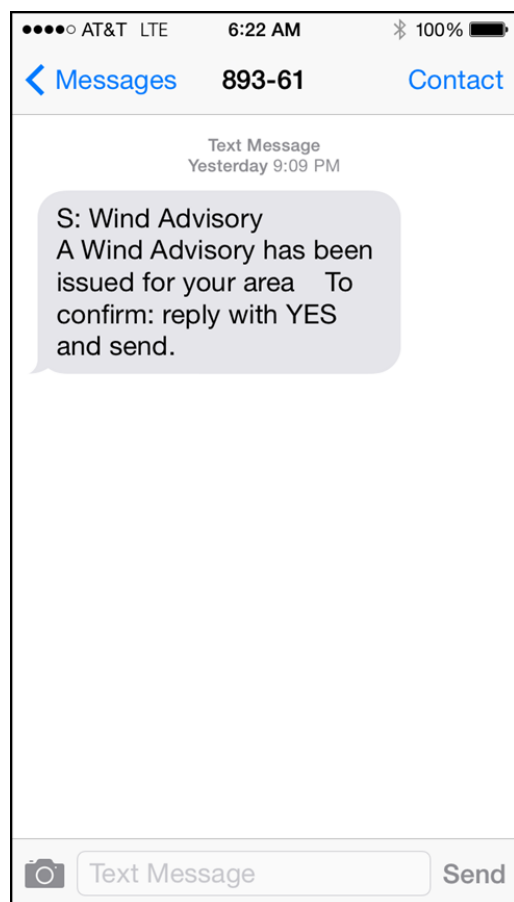 AT&T LTE 6:22 AM 100%
Messages 893-61 Contact
Text Message
Yesterday 9:09 PM
S: Wind Advisory
A Wind Advisory has been
issued for your area    To
confirm: reply with YES
and send.
Text Message Send